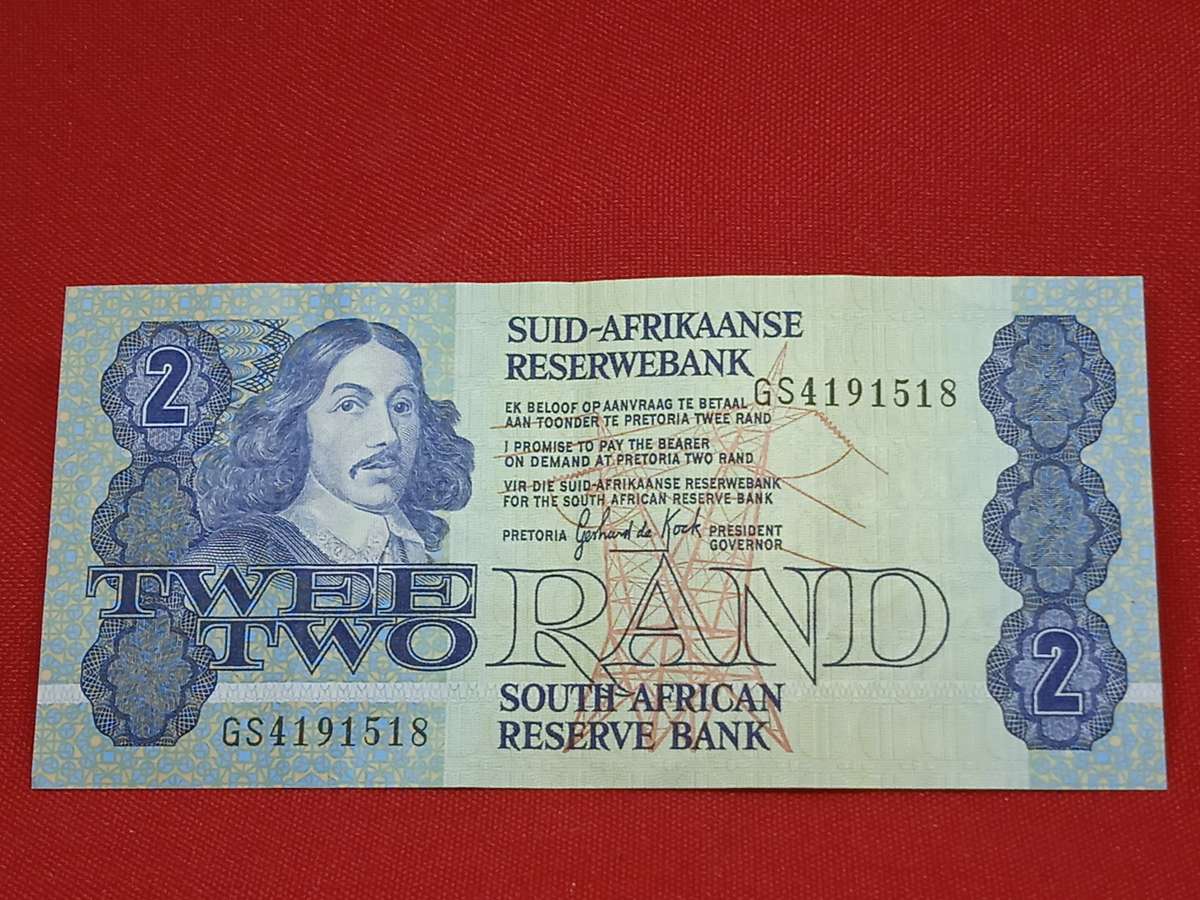 2
SUID-AFRIKAANSE
RESERWEBANK
GS4191518
EK BELOOF OP AANVRAAG TE BETAAL
AAN TOONDER TE PRETORIA TWEE RAND
I PROMISE TO PAY THE BEARER
ON DEMAND AT PRETORIA TWO RAND
VIR DIE SUID-AFRIKAANSE RESERWEBANK
FOR THE SOUTH AFRICAN RESERVE BANK
PRETORIA Gerhard de Kock PRESIDENT
GOVERNOR
TWEE
TWO
RAND
SOUTH AFRICAN
RESERVE BANK
GS4191518
2